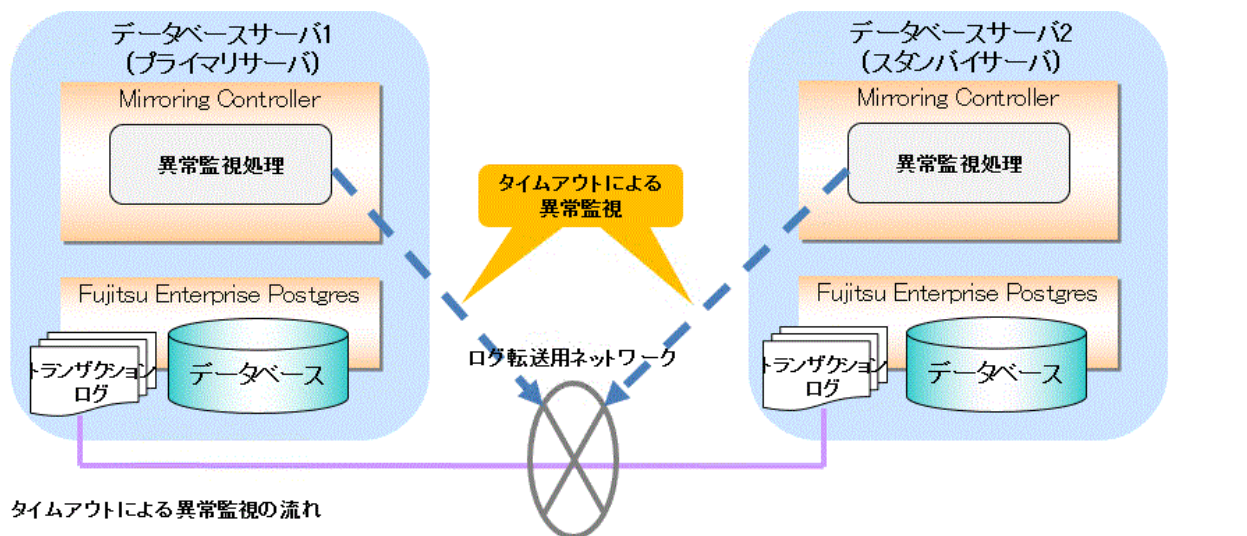 データベースサーバ1
(プライマリサーバ)
Mirroring Controller
異常監視処理
Fujitsu Enterprise Postgres
トランザクション
ログ
データベース
タイムアウトによる
異常監視
ログ転送用ネットワーク
データベースサーバ2
(スタンバイサーバ)
Mirroring Controller
異常監視処理
Fujitsu Enterprise Postgres
トランザクション
ログ
データベース
タイムアウトによる異常監視の流れ